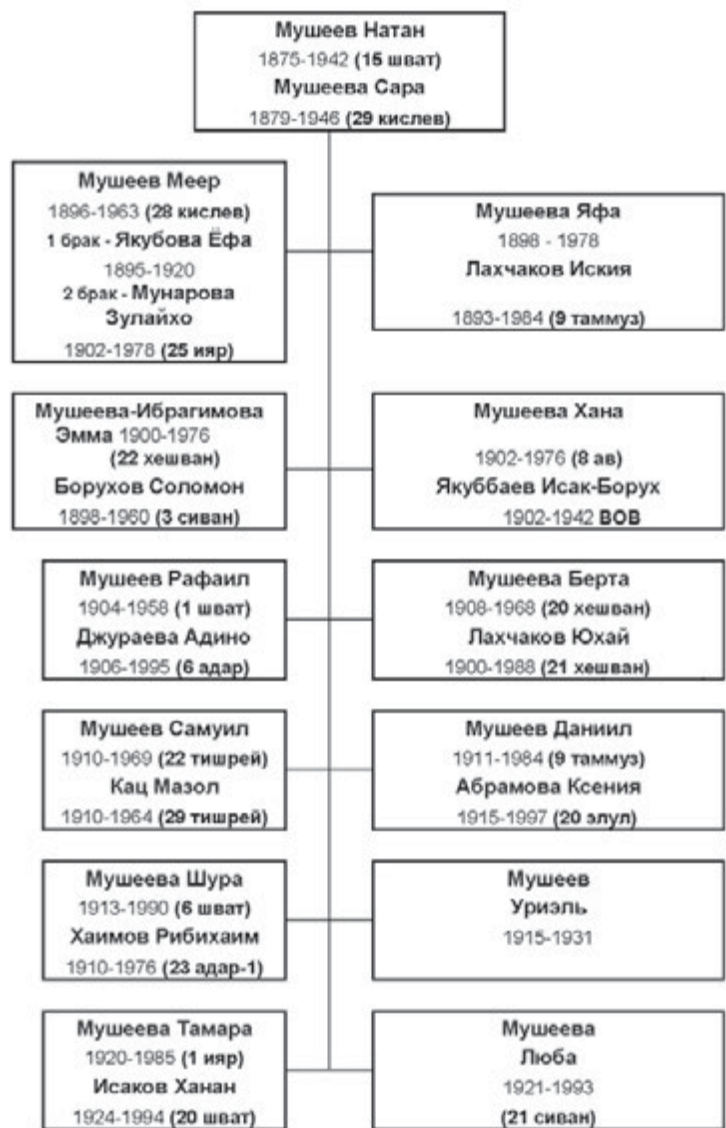 Мушеев Натан
1875-1942 (15 шват)
Мушеева Сара
1879-1946 (29 кислев)
Мушеев Меер
1896-1963 (28 кислев)
1 брак - Якубова Ёфа
1895-1920
2 брак - Мунарова
Зулайхо
1902-1978 (25 ияр)
Мушеева Яфа
1898 - 1978
Лахчаков Иския
1893-1984 (9 таммуз)
Мушеева-Ибрагимова
Эмма 1900-1976
(22 хешван)
Борухов Соломон
1898-1960 (3 сиван)
Мушеева Хана
1902-1976 (8 ав)
Якуббаев Исак-Борух
1902-1942 ВОВ
Мушеев Рафаил
1904-1958 (1 шват)
Джураева Адино
1906-1995 (6 адар)
Мушеева Берта
1908-1968 (20 хешван)
Лахчаков Юхай
1900-1988 (21 хешван)
Мушеев Самуил
1910-1969 (22 тишрей)
Кац Мазол
1910-1964 (29 тишрей)
Мушеев Даниил
1911-1984 (9 таммуз)
Абрамова Ксения
1915-1997 (20 элул)
Мушеева Шура
1913-1990 (6 шват)
Хаимов Рибихаим
1910-1976 (23 адар-1)
Мушеев
Уриэль
1915-1931
Мушеева Тамара
1920-1985 (1 ияр)
Исаков Ханан
1924-1994 (20 шват)
Мушеева
Люба
1921-1993
(21 сиван)